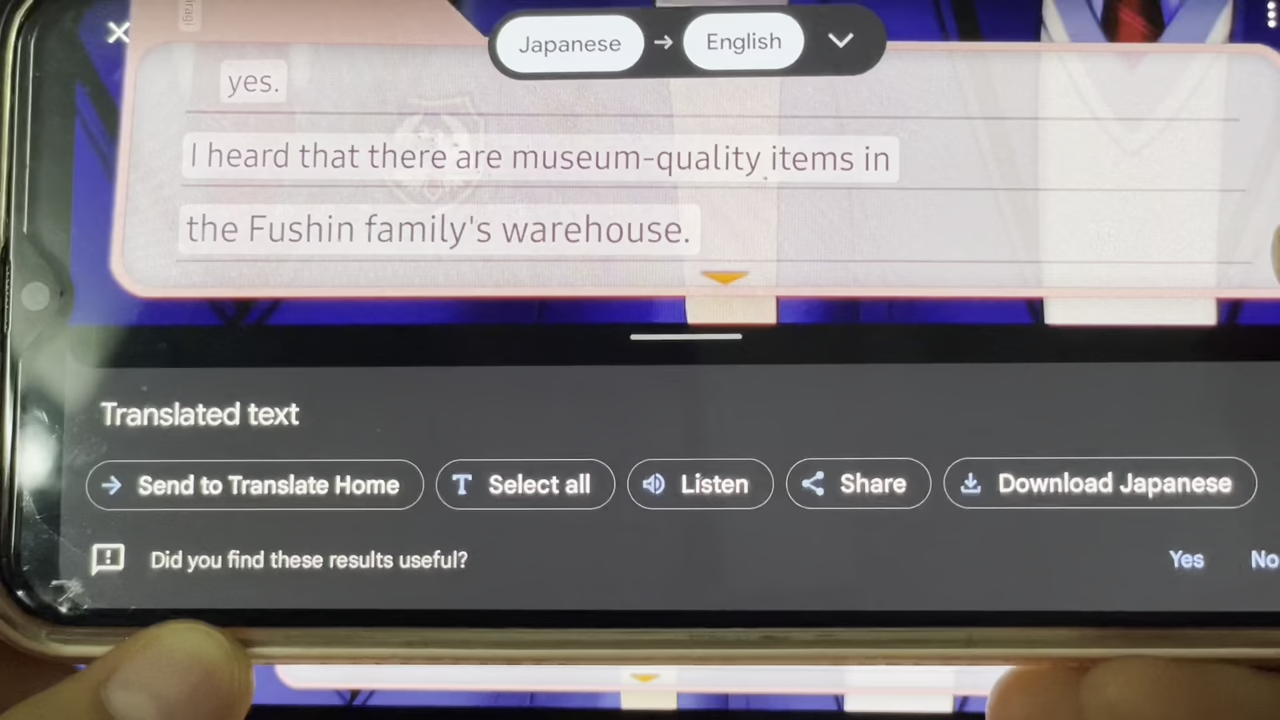 Japanese → English
yes.
I heard that there are museum-quality items in
the Fushin family's warehouse.
Translated text
Send to Translate Home
Select all
Listen
Share
Download Japanese
Did you find these results useful?
Yes
No